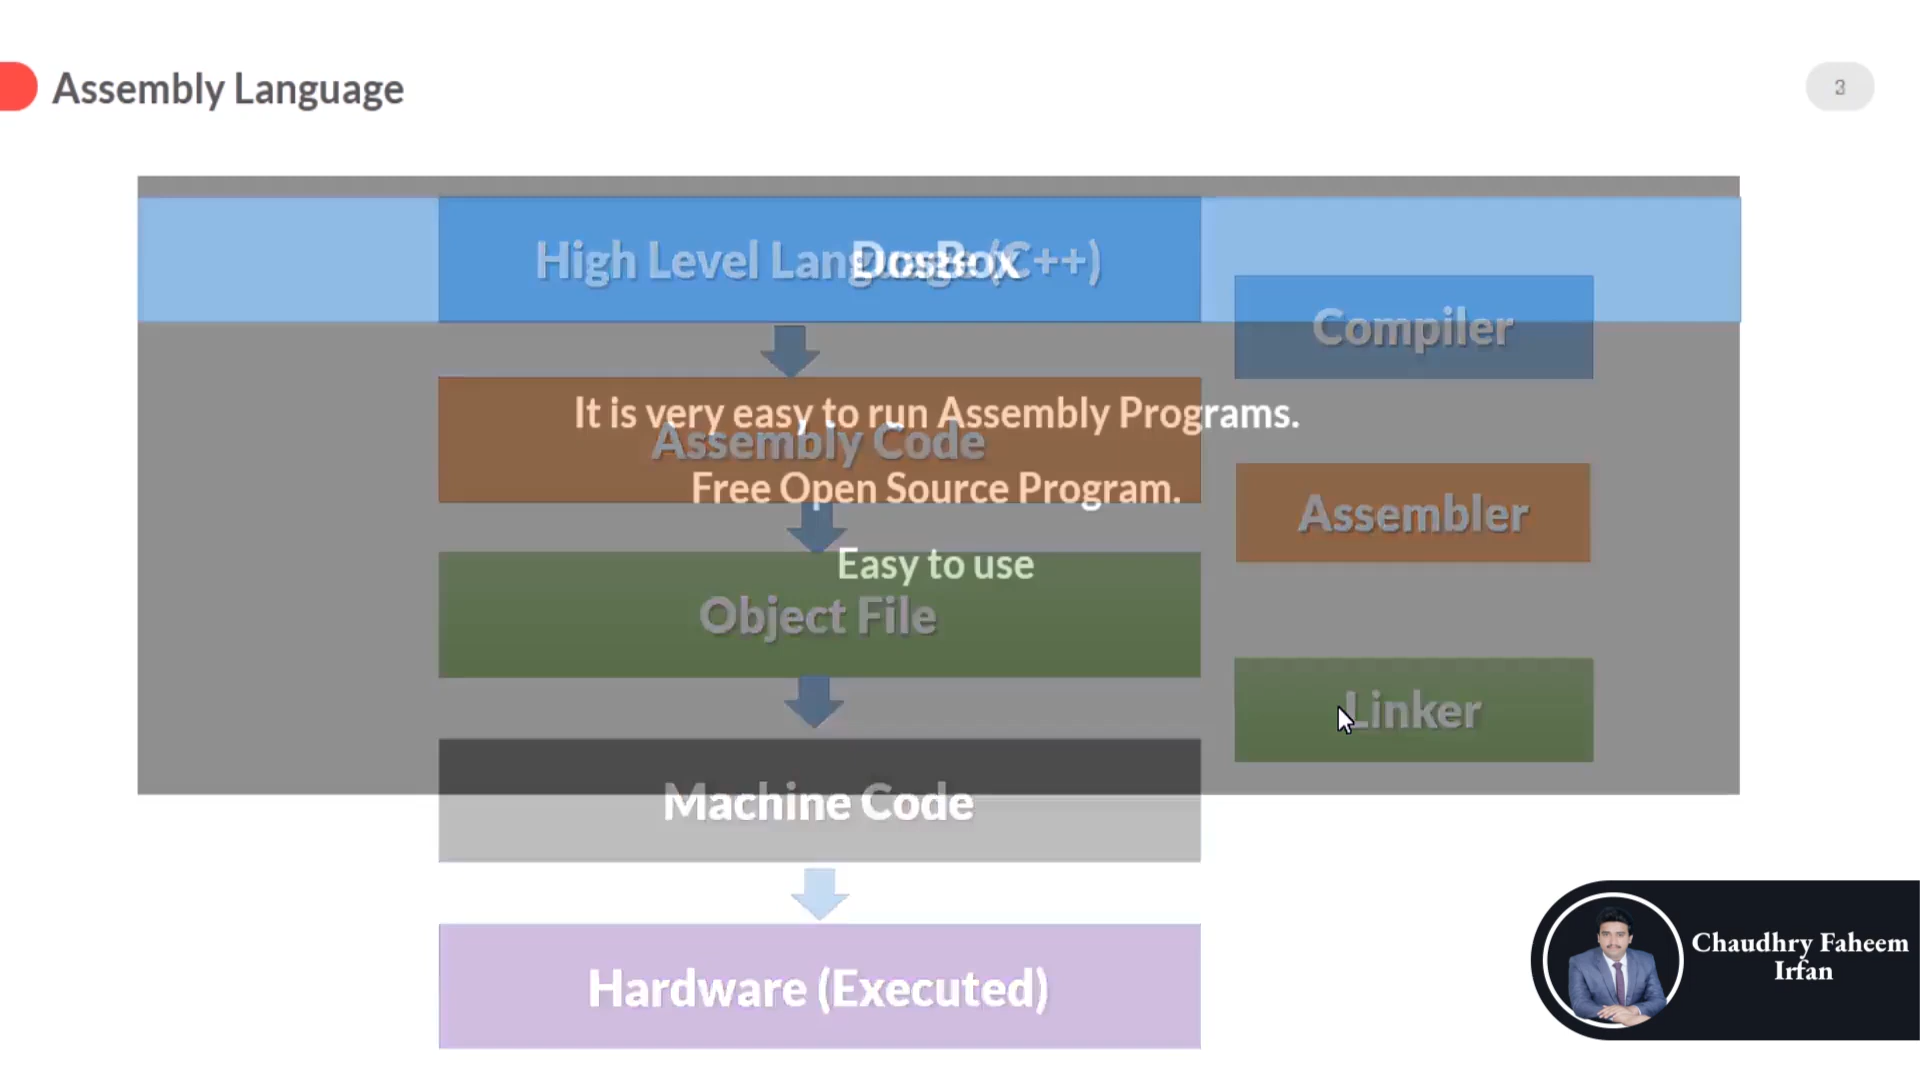 Assembly Language
3
High Level Language (C++)
DosBox
Compiler
It is very easy to run Assembly Programs.
Assembly Code
Free Open Source Program.
Assembler
Easy to use
Object File
Linker
Machine Code
Hardware (Executed)
Chaudhry Faheem
Irfan